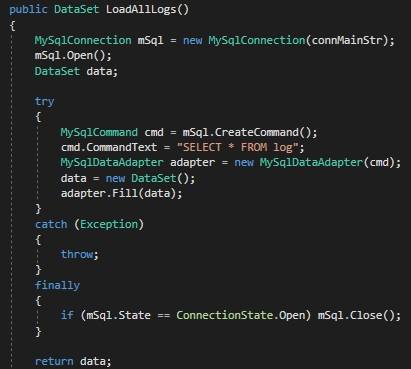 public DataSet LoadAllLogs()
{
    MySqlConnection mSql = new MySqlConnection(connMainStr);
    mSql.Open();
    DataSet data;

    try
    {
        MySqlCommand cmd = mSql.CreateCommand();
        cmd.CommandText = "SELECT * FROM log";
        MySqlDataAdapter adapter = new MySqlDataAdapter(cmd);
        data = new DataSet();
        adapter.Fill(data);
    }
    catch (Exception)
    {
        throw;
    }
    finally
    {
        if (mSql.State == ConnectionState.Open) mSql.Close();
    }

    return data;